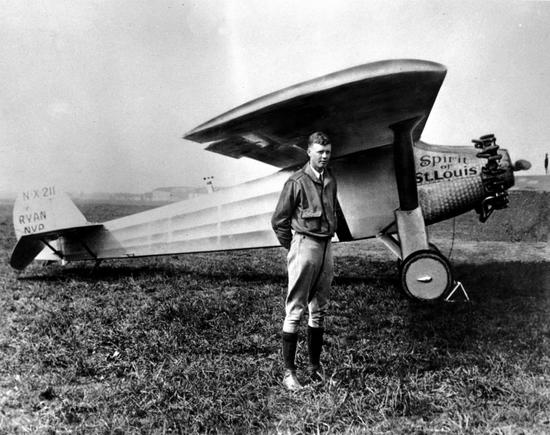 N-X-211
RYAN
NYP
Spirit
OF
St. Louis